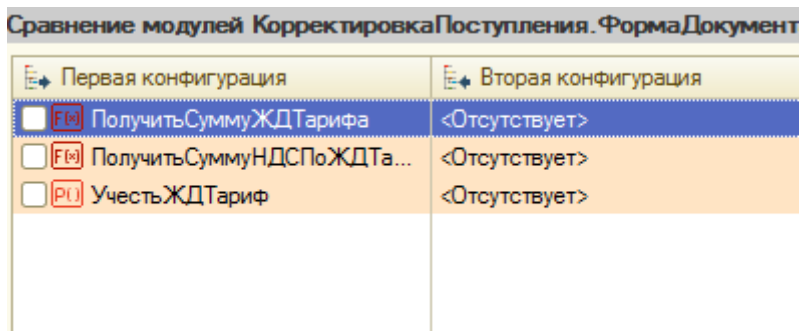 Сравнение модулей КорректировкаПоступления.ФормаДокумент
Первая конфигурация Вторая конфигурация
F(x) ПолучитьСуммуЖДТарифа <Отсутствует>
F(x) ПолучитьСуммуНДСПоЖДТа... <Отсутствует>
P() УчестьЖДТариф <Отсутствует>